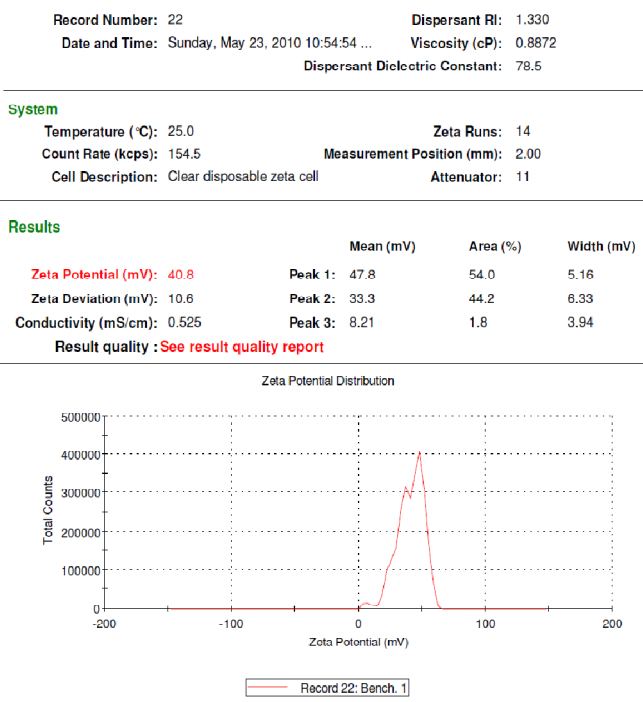 Record Number: 22 Dispersant RI: 1.330
Date and Time: Sunday, May 23, 2010 10:54:54 ... Viscosity (cP): 0.8872
Dispersant Dielectric Constant: 78.5
System
Temperature (°C): 25.0 Zeta Runs: 14
Count Rate (kcps): 154.5 Measurement Position (mm): 2.00
Cell Description: Clear disposable zeta cell Attenuator: 11
Results
Mean (mV) Area (%) Width (mV)
Zeta Potential (mV): 40.8 Peak 1: 47.8 54.0 5.16
Zeta Deviation (mV): 10.6 Peak 2: 33.3 44.2 6.33
Conductivity (mS/cm): 0.525 Peak 3: 8.21 1.8 3.94
Result quality : See result quality report
Zeta Potential Distribution
500000
400000
300000
200000
100000
0
Total Counts
-200 -100 0 100 200
Zeta Potential (mV)
Record 22: Bench. 1